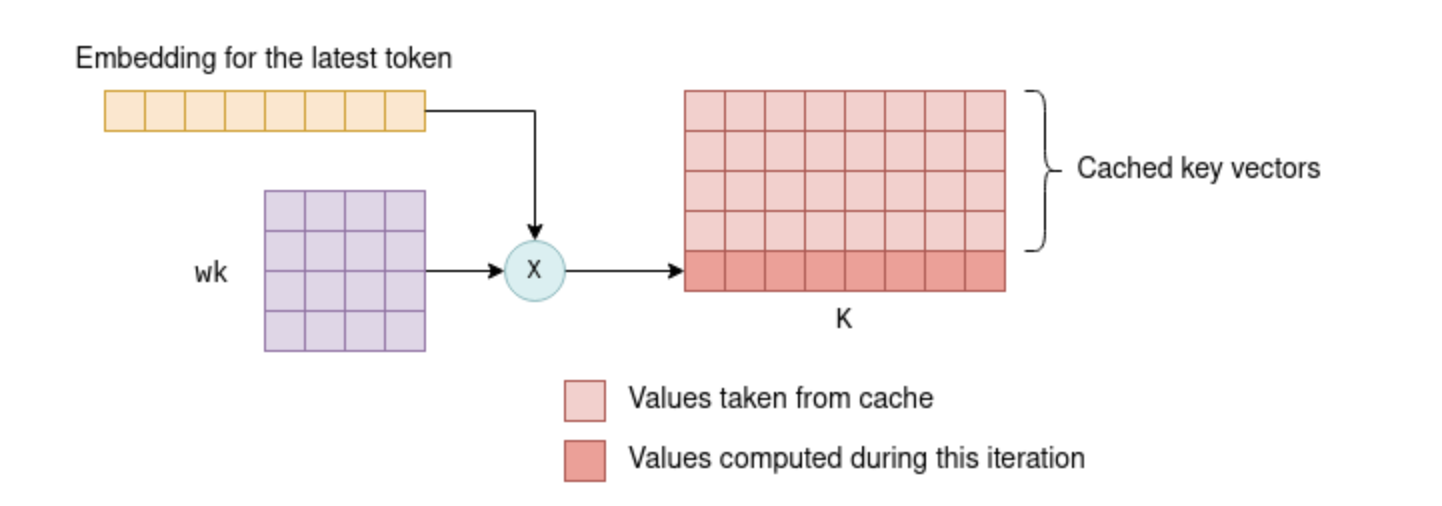 Embedding for the latest token
Cached key vectors
wk
X
K
Values taken from cache
Values computed during this iteration